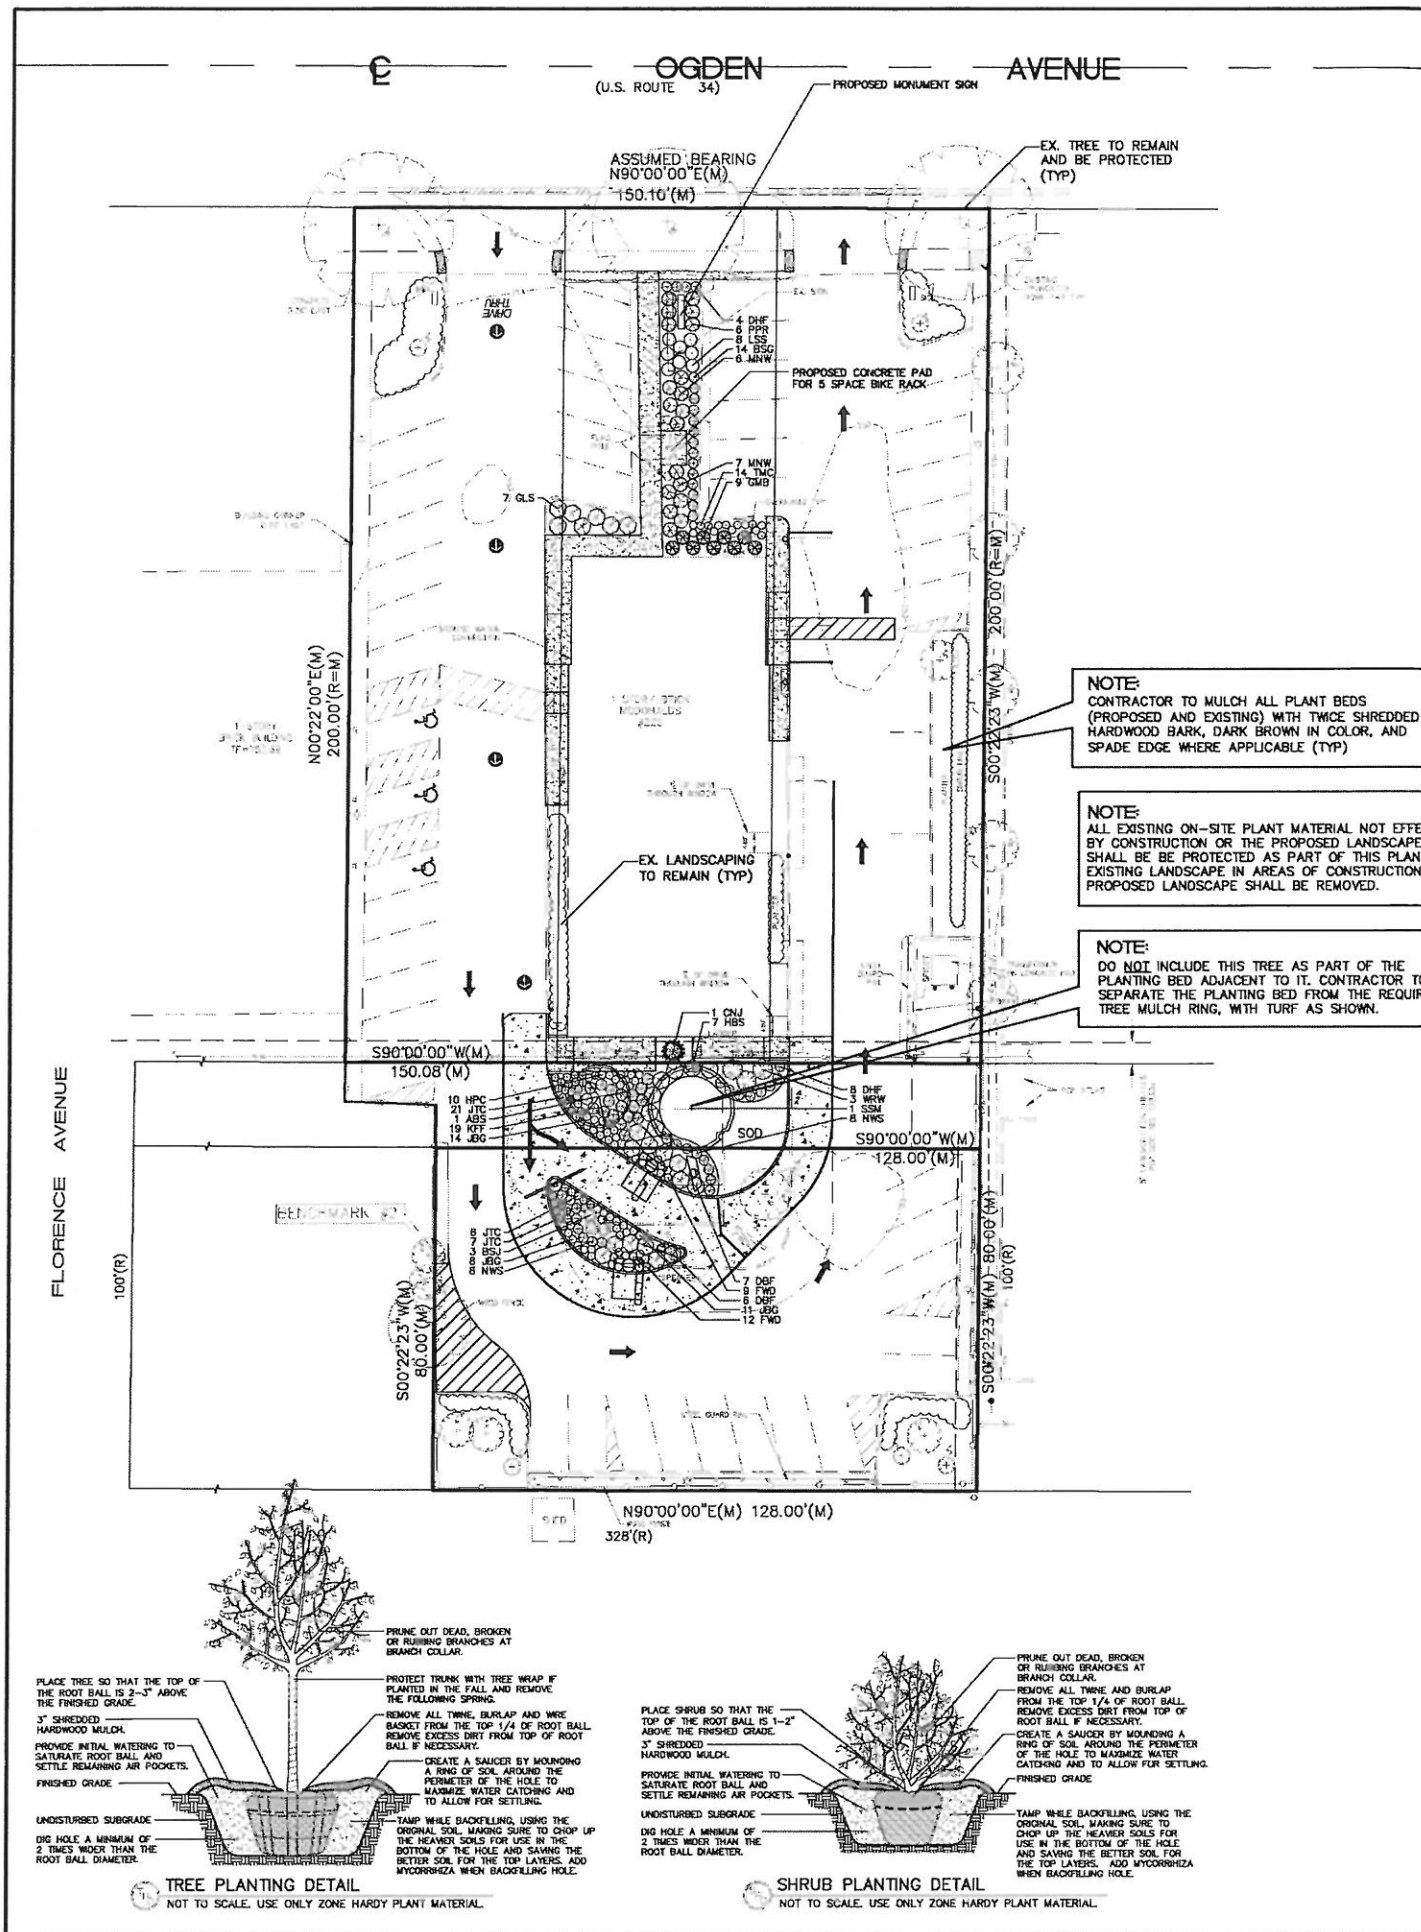 OGDEN AVENUE
(U.S. ROUTE 34)
PROPOSED MONUMENT SIGN
EX. TREE TO REMAIN
AND BE PROTECTED
(TYP)
ASSUMED BEARING
N90°00'00"E(M)
150.10'(M)
DRIVE
THRU
4 DHF
6 PPR
8 LSS
14 BSG
6 MNW
PROPOSED CONCRETE PAD
FOR 5 SPACE BIKE RACK
7 MNW
14 TMC
9 GMB
7 GLS
N00°22'00"E(M)
200.00'(R=M)
S00°22'23"W(M) 200.00'(R=M)
1 STORY BRICK
MCDONALDS
NOTE:
CONTRACTOR TO MULCH ALL PLANT BEDS
(PROPOSED AND EXISTING) WITH TWICE SHREDDED
HARDWOOD BARK, DARK BROWN IN COLOR, AND
SPADE EDGE WHERE APPLICABLE (TYP)
NOTE:
ALL EXISTING ON-SITE PLANT MATERIAL NOT EFFE
BY CONSTRUCTION OR THE PROPOSED LANDSCAPE
SHALL BE BE PROTECTED AS PART OF THIS PLAN
EXISTING LANDSCAPE IN AREAS OF CONSTRUCTION
PROPOSED LANDSCAPE SHALL BE REMOVED.
EX. LANDSCAPING
TO REMAIN (TYP)
NOTE:
DO NOT INCLUDE THIS TREE AS PART OF THE
PLANTING BED ADJACENT TO IT. CONTRACTOR TO
SEPARATE THE PLANTING BED FROM THE REQUIR
TREE MULCH RING, WITH TURF AS SHOWN.
1 CNJ
7 HBS
S90°00'00"W(M)
150.08'(M)
10 HPC
21 JTC
1 ABS
19 KFF
14 JBG
8 DHF
3 WRW
1 SSM
8 NWS
SOD
S90°00'00"W(M)
128.00'(M)
FLORENCE AVENUE
BENCHMARK #2
6 JTC
7 JTC
3 BSJ
8 JBG
8 NWS
7 DBF
9 FWD
6 DBF
11 JBG
12 FWD
100'(R)
S00°22'23"W(M)
80.00'(M)
S00°22'23"W(M) 80.00'(M)
100'(R)
STEEL GUARD RAIL
SHED
N90°00'00"E(M) 128.00'(M)
328'(R)
PRUNE OUT DEAD, BROKEN
OR RUBBING BRANCHES AT
BRANCH COLLAR.
PLACE TREE SO THAT THE TOP OF
THE ROOT BALL IS 2-3" ABOVE
THE FINISHED GRADE.
PROTECT TRUNK WITH TREE WRAP IF
PLANTED IN THE FALL AND REMOVE
THE FOLLOWING SPRING.
3" SHREDDED
HARDWOOD MULCH.
REMOVE ALL TWINE, BURLAP AND WIRE
BASKET FROM THE TOP 1/4 OF ROOT BALL
REMOVE EXCESS DIRT FROM TOP OF ROOT
BALL IF NECESSARY.
PROVIDE INITIAL WATERING TO
SATURATE ROOT BALL AND
SETTLE REMAINING AIR POCKETS.
CREATE A SAUCER BY MOUNDING
A RING OF SOIL AROUND THE
PERIMETER OF THE HOLE TO
MAXIMIZE WATER CATCHING AND
TO ALLOW FOR SETTLING.
FINISHED GRADE
UNDISTURBED SUBGRADE
DIG HOLE A MINIMUM OF
2 TIMES WIDER THAN THE
ROOT BALL DIAMETER.
TAMP WHILE BACKFILLING, USING THE
ORIGINAL SOIL, MAKING SURE TO CHOP UP
THE HEAVIER SOILS FOR USE IN THE
BOTTOM OF THE HOLE AND SAVING THE
BETTER SOIL FOR THE TOP LAYERS. ADD
MYCORRHIZA WHEN BACKFILLING HOLE.
TREE PLANTING DETAIL
NOT TO SCALE. USE ONLY ZONE HARDY PLANT MATERIAL.
PRUNE OUT DEAD, BROKEN
OR RUBBING BRANCHES AT
BRANCH COLLAR.
REMOVE ALL TWINE AND BURLAP
FROM THE TOP 1/4 OF ROOT BALL
REMOVE EXCESS DIRT FROM TOP OF
ROOT BALL IF NECESSARY.
PLACE SHRUB SO THAT THE
TOP OF THE ROOT BALL IS 1-2"
ABOVE THE FINISHED GRADE.
3" SHREDDED
HARDWOOD MULCH.
CREATE A SAUCER BY MOUNDING A
RING OF SOIL AROUND THE PERIMETER
OF THE HOLE TO MAXIMIZE WATER
CATCHING AND TO ALLOW FOR SETTLING.
PROVIDE INITIAL WATERING TO
SATURATE ROOT BALL AND
SETTLE REMAINING AIR POCKETS.
FINISHED GRADE
UNDISTURBED SUBGRADE
DIG HOLE A MINIMUM OF
2 TIMES WIDER THAN THE
ROOT BALL DIAMETER.
TAMP WHILE BACKFILLING, USING THE
ORIGINAL SOIL, MAKING SURE TO
CHOP UP THE HEAVIER SOILS FOR
USE IN THE BOTTOM OF THE HOLE
AND SAVING THE BETTER SOIL FOR
THE TOP LAYERS. ADD MYCORRHIZA
WHEN BACKFILLING HOLE.
SHRUB PLANTING DETAIL
NOT TO SCALE. USE ONLY ZONE HARDY PLANT MATERIAL.